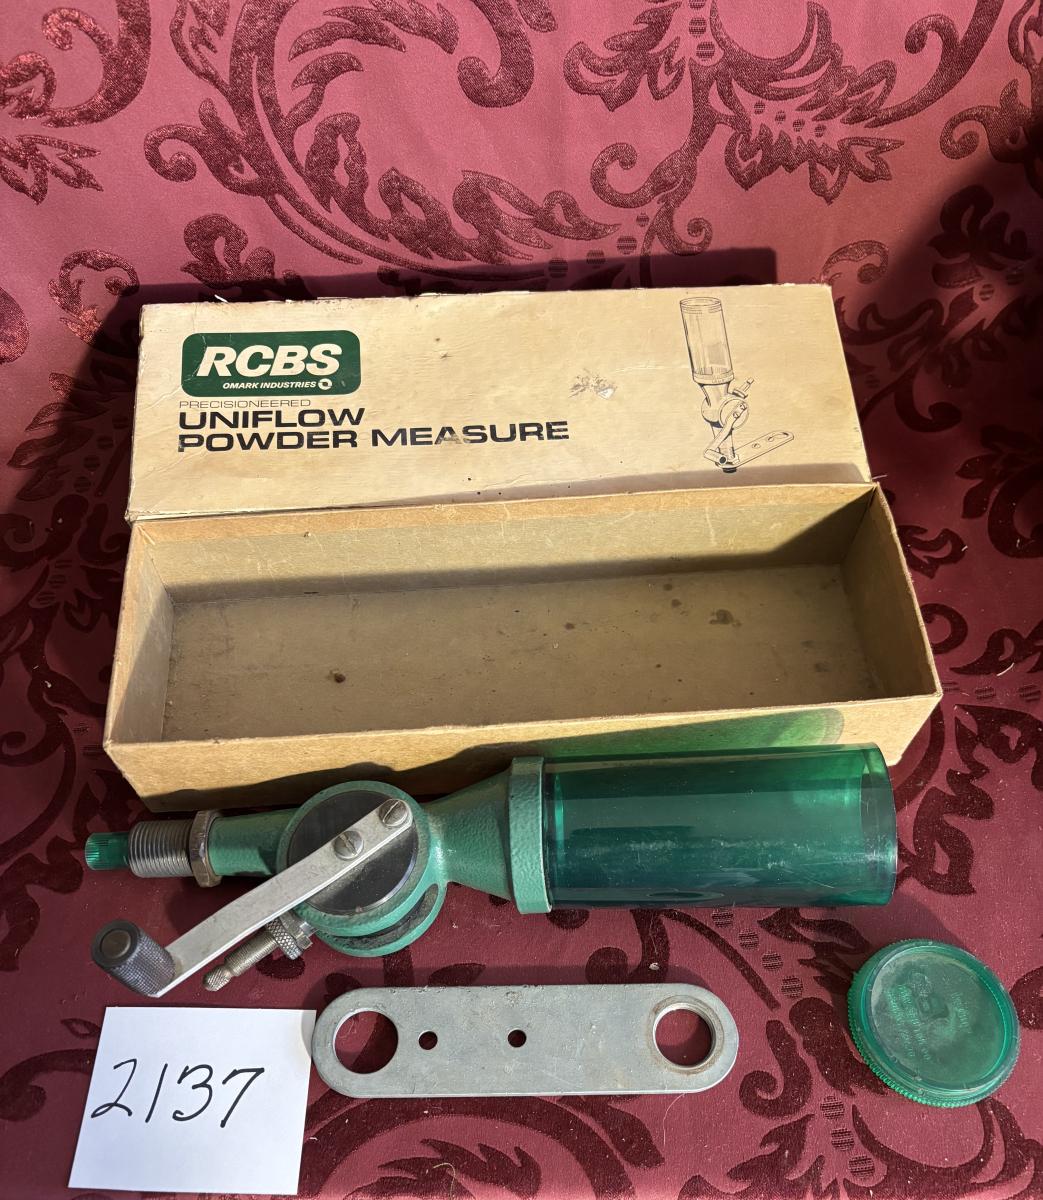 RCBS
OMARK INDUSTRIES
PRECISIONEERED
UNIFLOW
POWDER MEASURE
2137